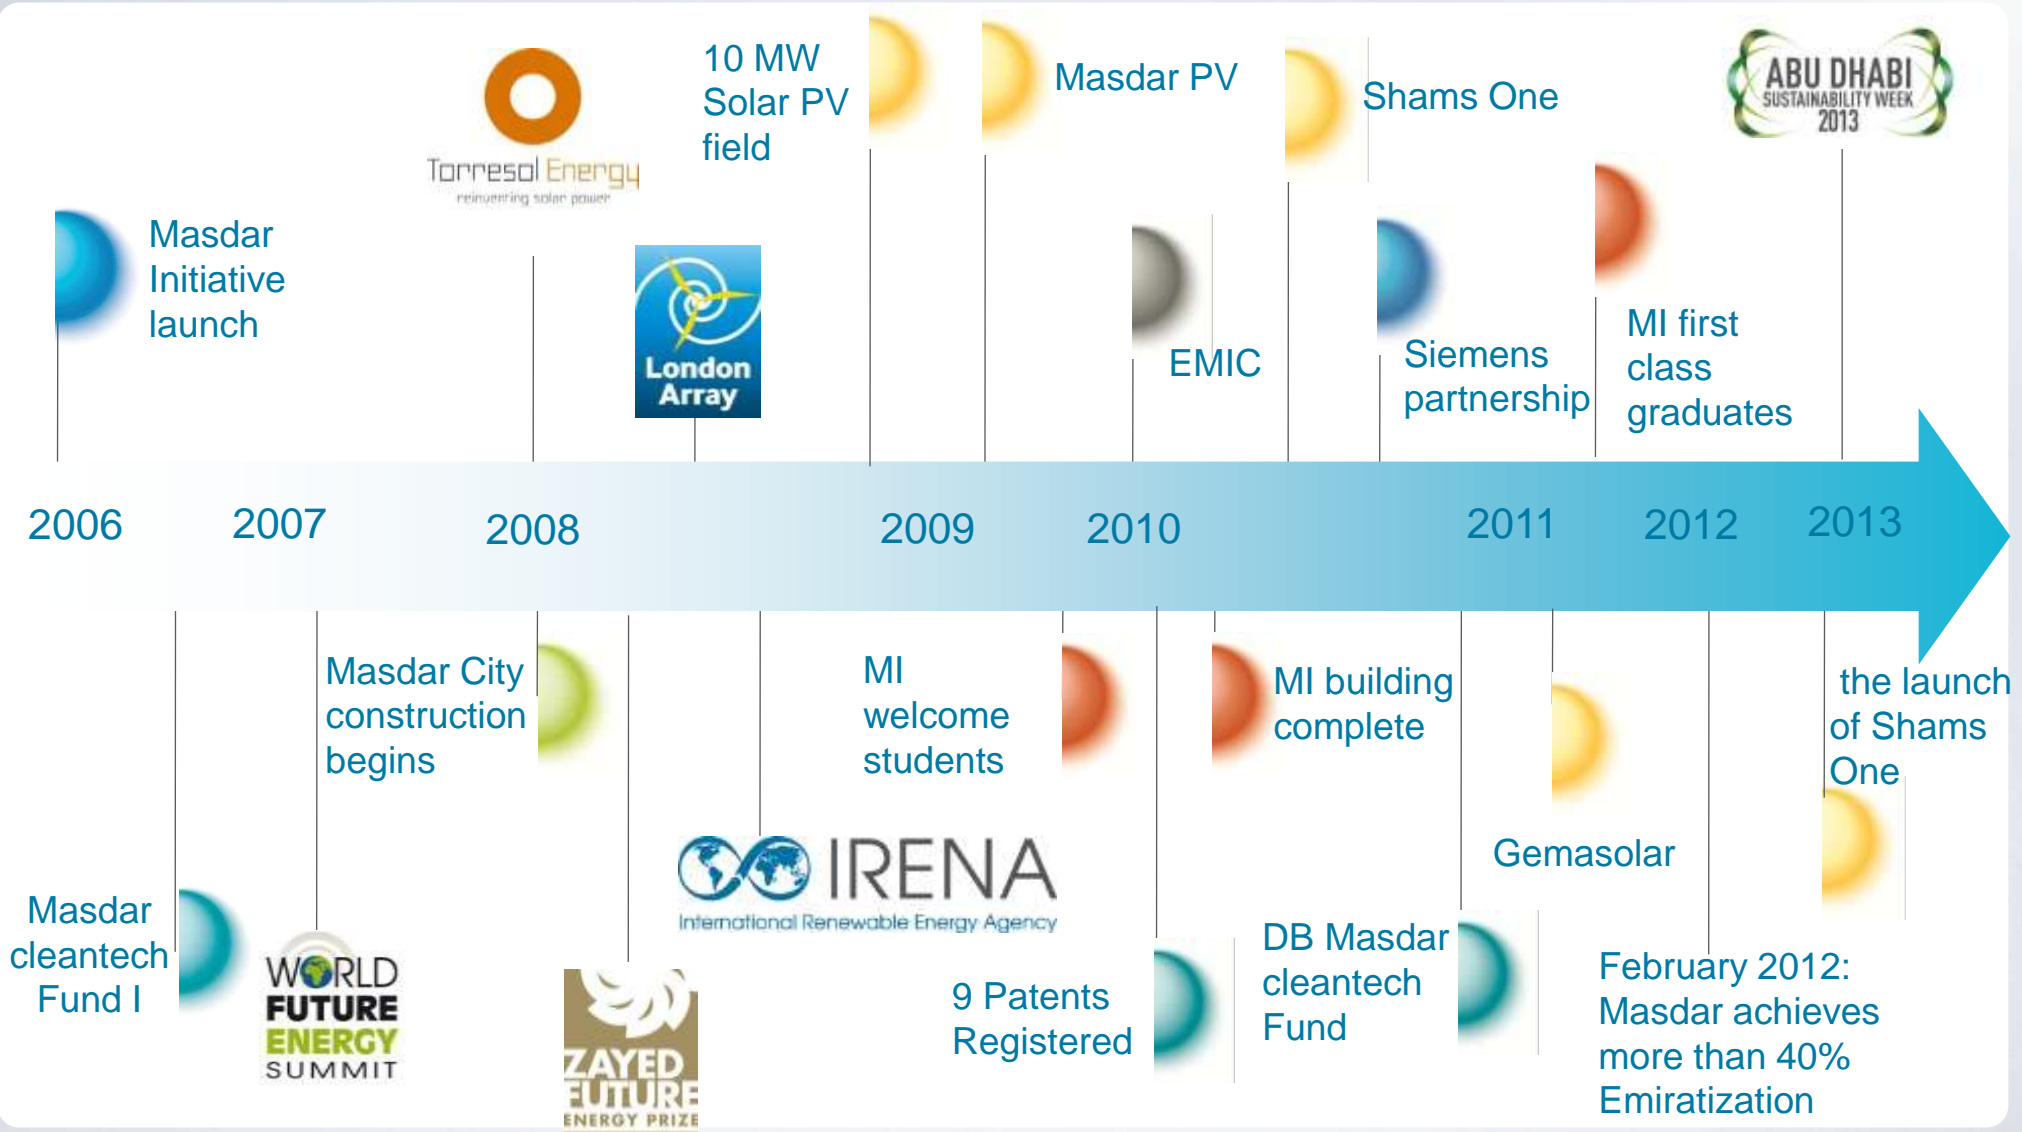 10 MW
Solar PV
field
Masdar PV
Shams One
ABU DHABI
SUSTAINABILITY WEEK
2013
Torresol Energy
reinventing solar power
Masdar
Initiative
launch
London
Array
EMIC
Siemens
partnership
MI first
class
graduates
2006
2007
2008
2009
2010
2011
2012
2013
Masdar City
construction
begins
MI
welcome
students
MI building
complete
the launch
of Shams
One
IRENA
International Renewable Energy Agency
Gemasolar
Masdar
cleantech
Fund I
WORLD
FUTURE
ENERGY
SUMMIT
ZAYED
FUTURE
ENERGY PRIZE
9 Patents
Registered
DB Masdar
cleantech
Fund
February 2012:
Masdar achieves
more than 40%
Emiratization